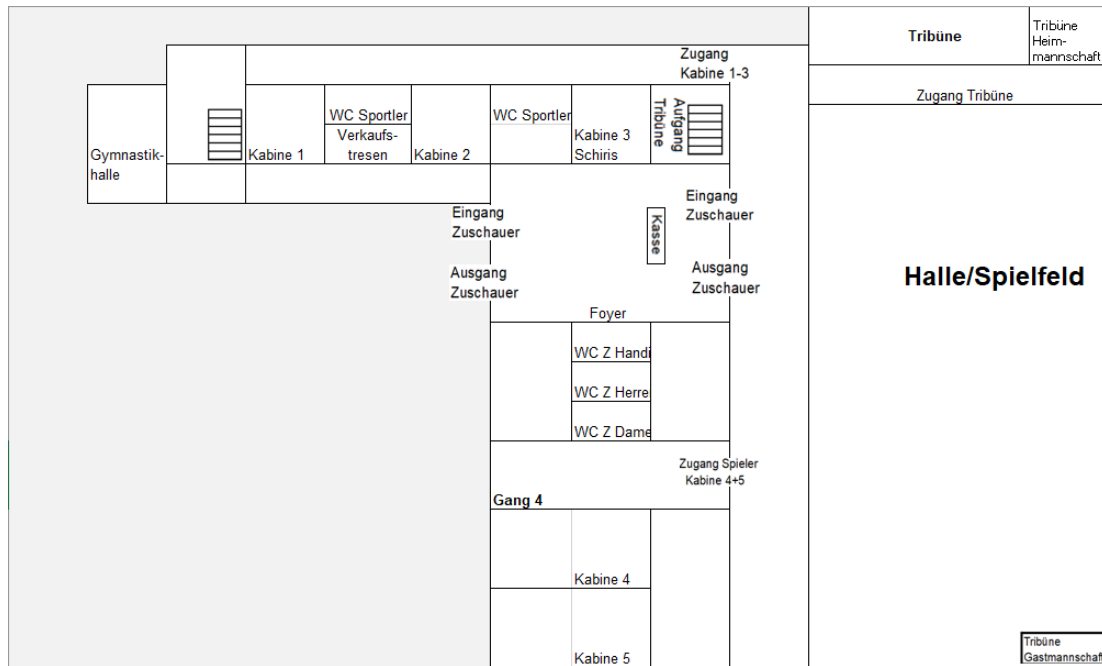 Tribüne
Tribüne
Heim-
mannschaft
Zugang
Kabine 1-3
Zugang Tribüne
Gymnastik-
halle
Kabine 1
WC Sportler
Verkaufs-
tresen
Kabine 2
WC Sportler
Kabine 3
Schiris
Aufgang
Tribüne
Eingang
Zuschauer
Kasse
Eingang
Zuschauer
Ausgang
Zuschauer
Ausgang
Zuschauer
Halle/Spielfeld
Foyer
WC Z Handi
WC Z Herre
WC Z Dame
Zugang Spieler
Kabine 4+5
Gang 4
Kabine 4
Kabine 5
Tribüne
Gastmannschaft